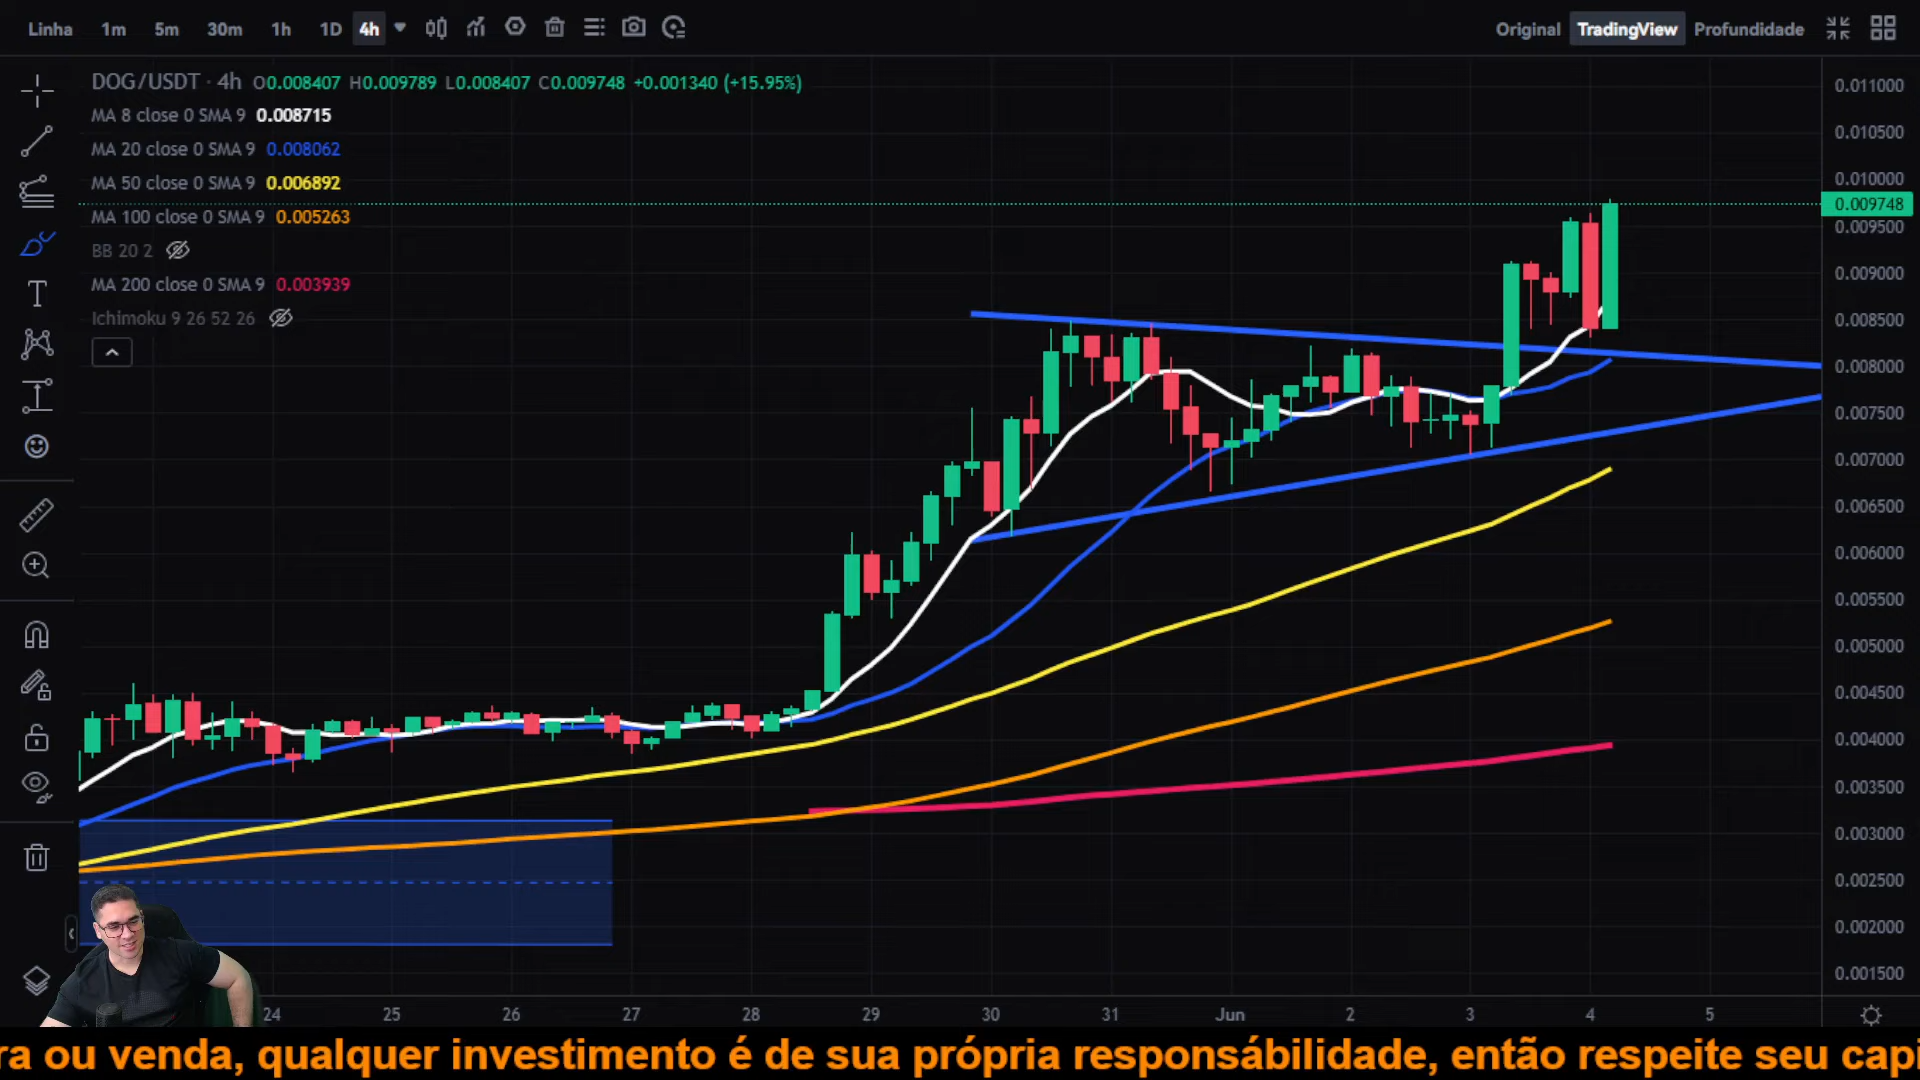 Linha 1m 5m 30m 1h 1D 4h Original TradingView Profundidade
DOG/USDT · 4h O0.008407 H0.009789 L0.008407 C0.009748 +0.001340 (+15.95%)
MA 8 close 0 SMA 9 0.008715
MA 20 close 0 SMA 9 0.008062
MA 50 close 0 SMA 9 0.006892
MA 100 close 0 SMA 9 0.005263
BB 20 2
MA 200 close 0 SMA 9 0.003939
Ichimoku 9 26 52 26
0.011000
0.010500
0.010000
0.009748
0.009500
0.009000
0.008500
0.008000
0.007500
0.007000
0.006500
0.006000
0.005500
0.005000
0.004500
0.004000
0.003500
0.003000
0.002500
0.002000
0.001500
24 25 26 27 28 29 30 31 Jun 2 3 4 5
ra ou venda, qualquer investimento é de sua própria responsábilidade, então respeite seu capi